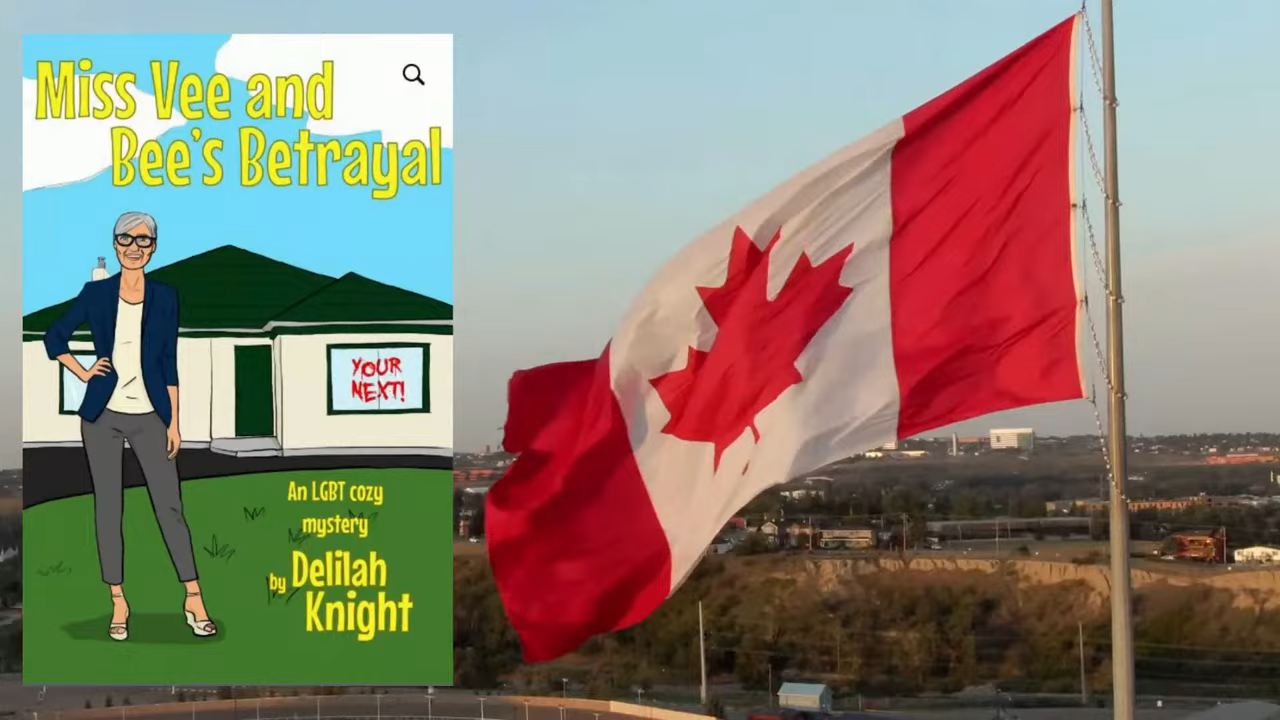 Miss Vee and
Bee's Betrayal
YOUR
NEXT!
An LGBT cozy
mystery
by Delilah
Knight